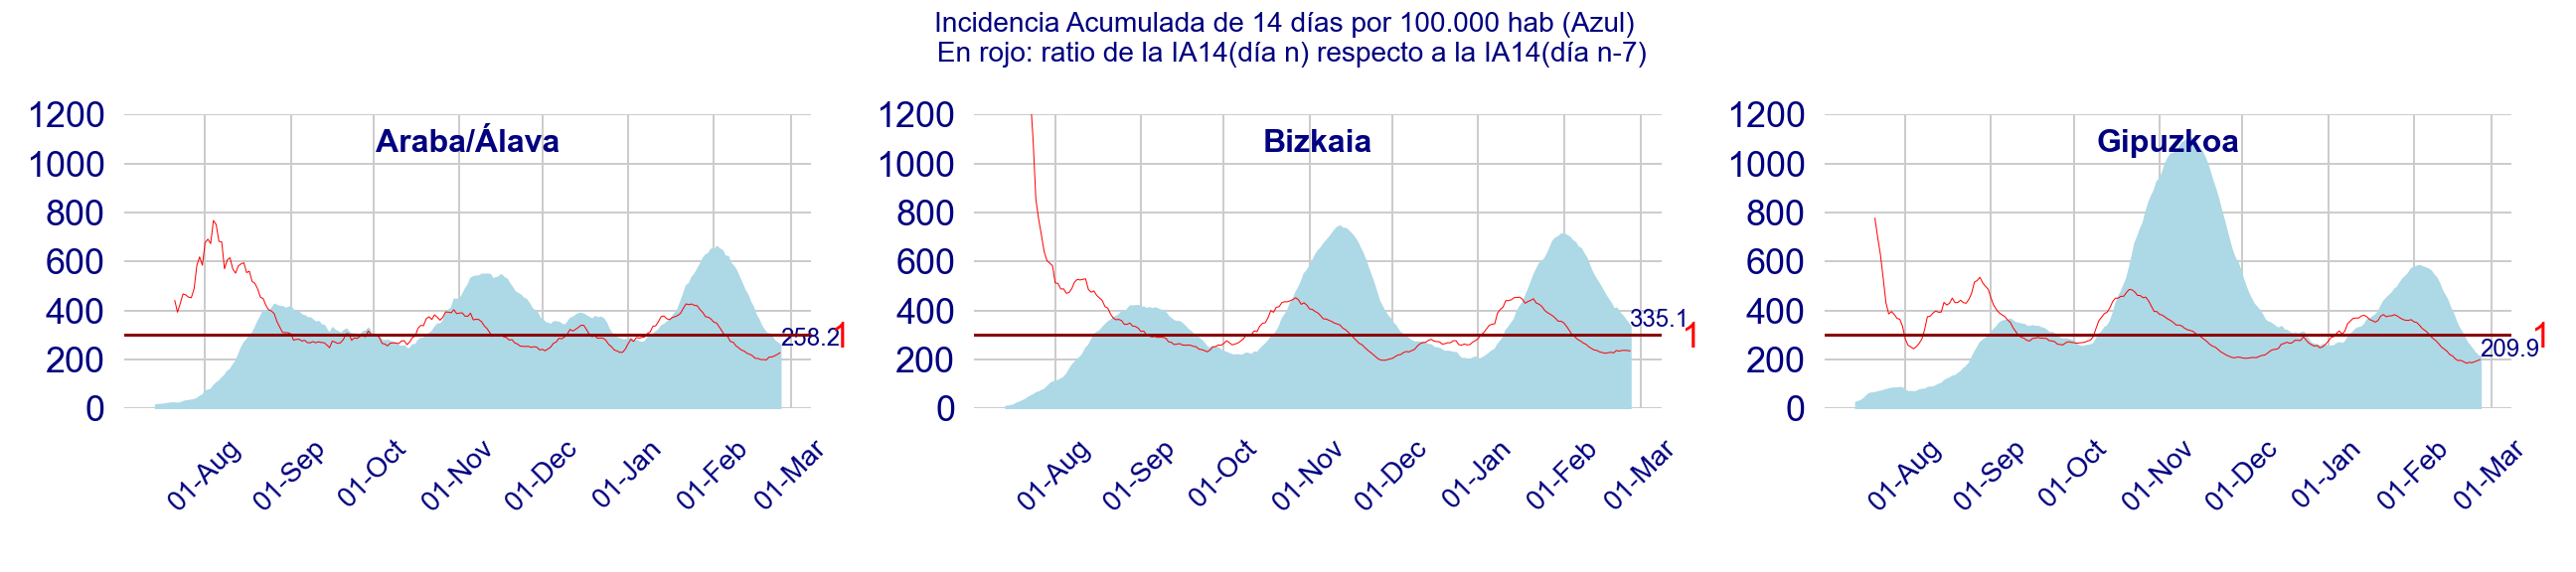 Incidencia Acumulada de 14 días por 100.000 hab (Azul)
En rojo: ratio de la IA14(día n) respecto a la IA14(día n-7)
Araba/Álava
1200
1000
800
600
400
200
0
258.2
1
01-Aug
01-Sep
01-Oct
01-Nov
01-Dec
01-Jan
01-Feb
01-Mar
Bizkaia
1200
1000
800
600
400
200
0
335.1
1
01-Aug
01-Sep
01-Oct
01-Nov
01-Dec
01-Jan
01-Feb
01-Mar
Gipuzkoa
1200
1000
800
600
400
200
0
209.9
1
01-Aug
01-Sep
01-Oct
01-Nov
01-Dec
01-Jan
01-Feb
01-Mar